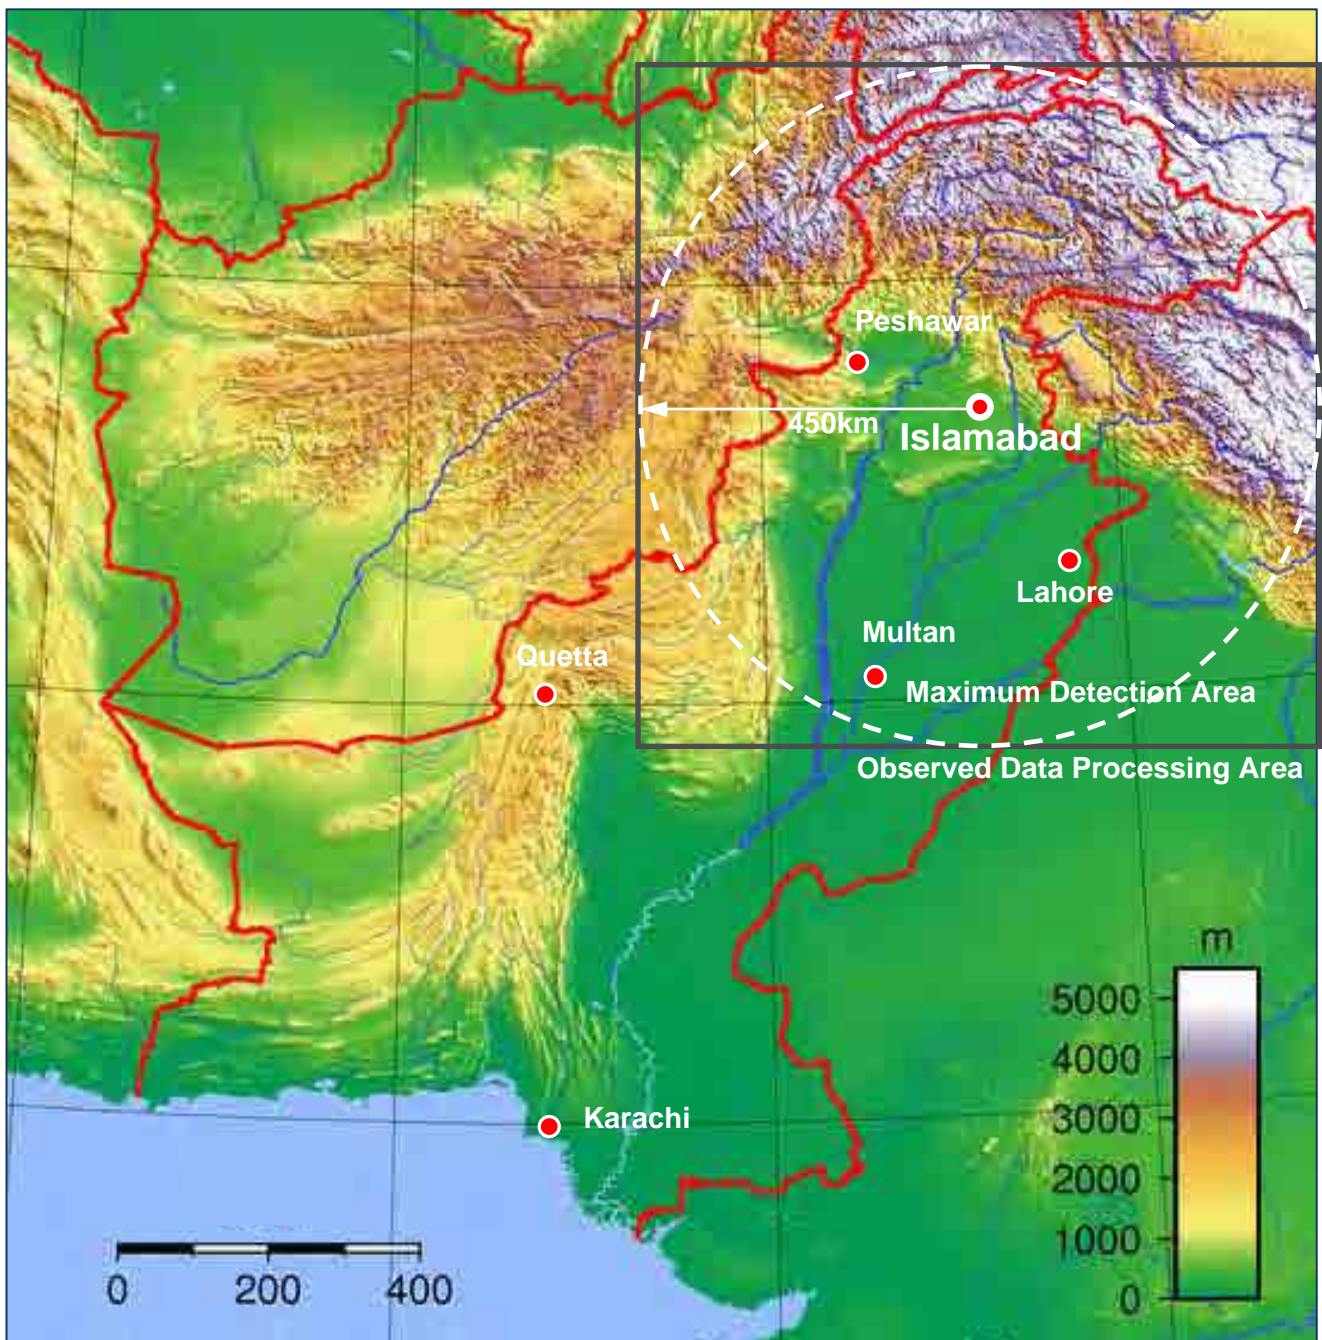 Peshawar
450km
Islamabad
Lahore
Multan
Quetta
Maximum Detection Area
Observed Data Processing Area
m
5000
4000
3000
2000
1000
0
Karachi
0 200 400